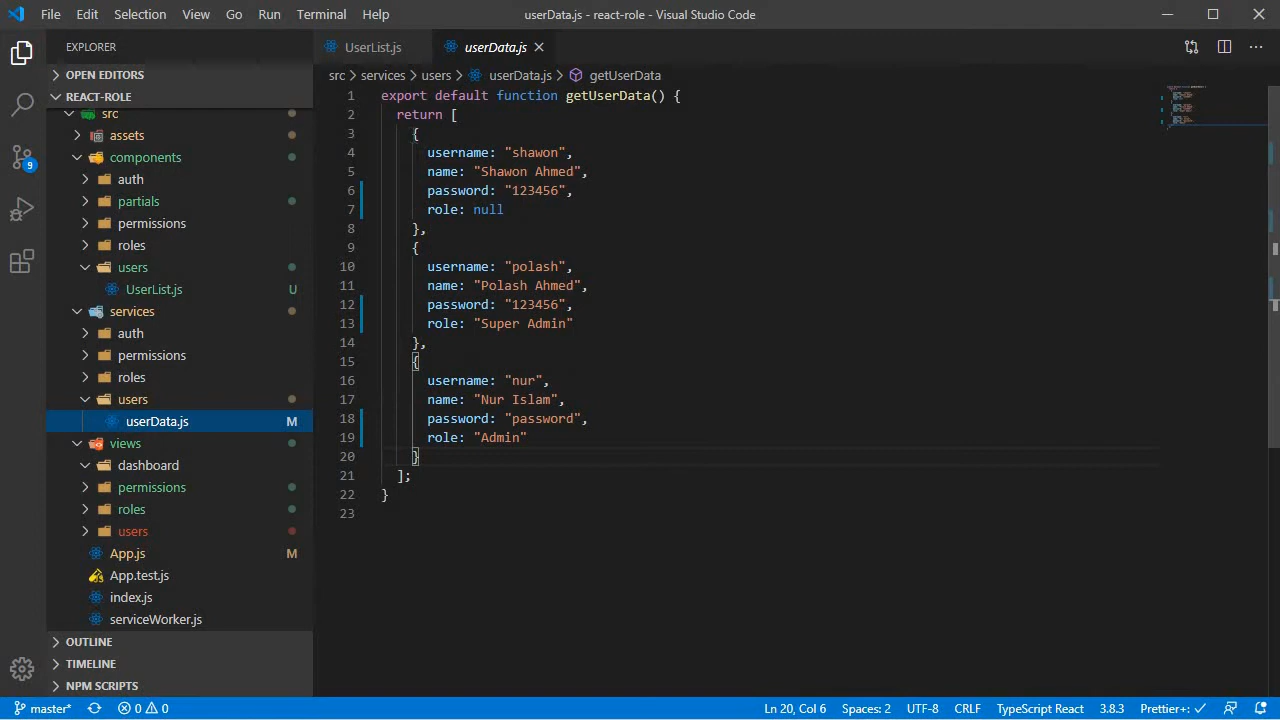 File Edit Selection View Go Run Terminal Help
userData.js - react-role - Visual Studio Code
EXPLORER
OPEN EDITORS
REACT-ROLE
src
assets
components
auth
partials
permissions
roles
users
UserList.js U
services
auth
permissions
roles
users
userData.js M
views
dashboard
permissions
roles
users
App.js M
App.test.js
index.js
serviceWorker.js
OUTLINE
TIMELINE
NPM SCRIPTS
9
UserList.js
userData.js
src > services > users > userData.js > getUserData
1 export default function getUserData() {
2 return [
3 {
4 username: "shawon",
5 name: "Shawon Ahmed",
6 password: "123456",
7 role: null
8 },
9 {
10 username: "polash",
11 name: "Polash Ahmed",
12 password: "123456",
13 role: "Super Admin"
14 },
15 {
16 username: "nur",
17 name: "Nur Islam",
18 password: "password",
19 role: "Admin"
20 }
21 ];
22 }
23
master* 0 0 Ln 20, Col 6 Spaces: 2 UTF-8 CRLF TypeScript React 3.8.3 Prettier+: ✓